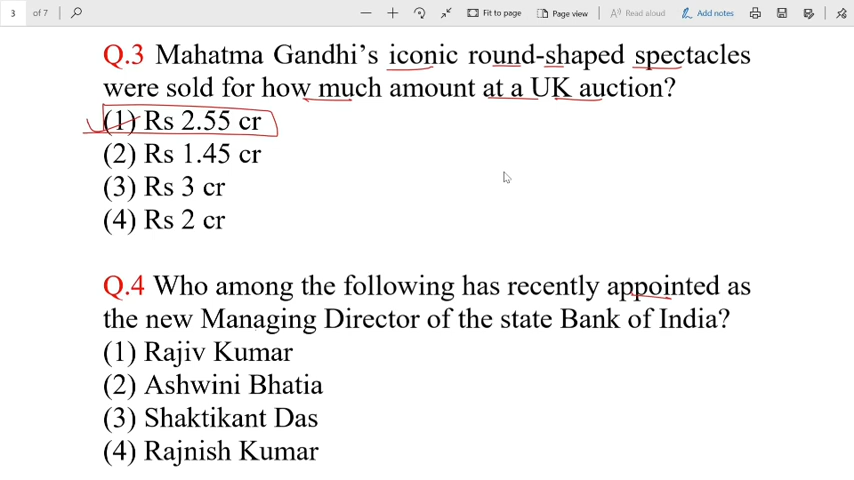 3 of 7 Fit to page Page view Read aloud Add notes
Q.3 Mahatma Gandhi's iconic round-shaped spectacles
were sold for how much amount at a UK auction?
(1) Rs 2.55 cr
(2) Rs 1.45 cr
(3) Rs 3 cr
(4) Rs 2 cr
Q.4 Who among the following has recently appointed as
the new Managing Director of the state Bank of India?
(1) Rajiv Kumar
(2) Ashwini Bhatia
(3) Shaktikant Das
(4) Rajnish Kumar